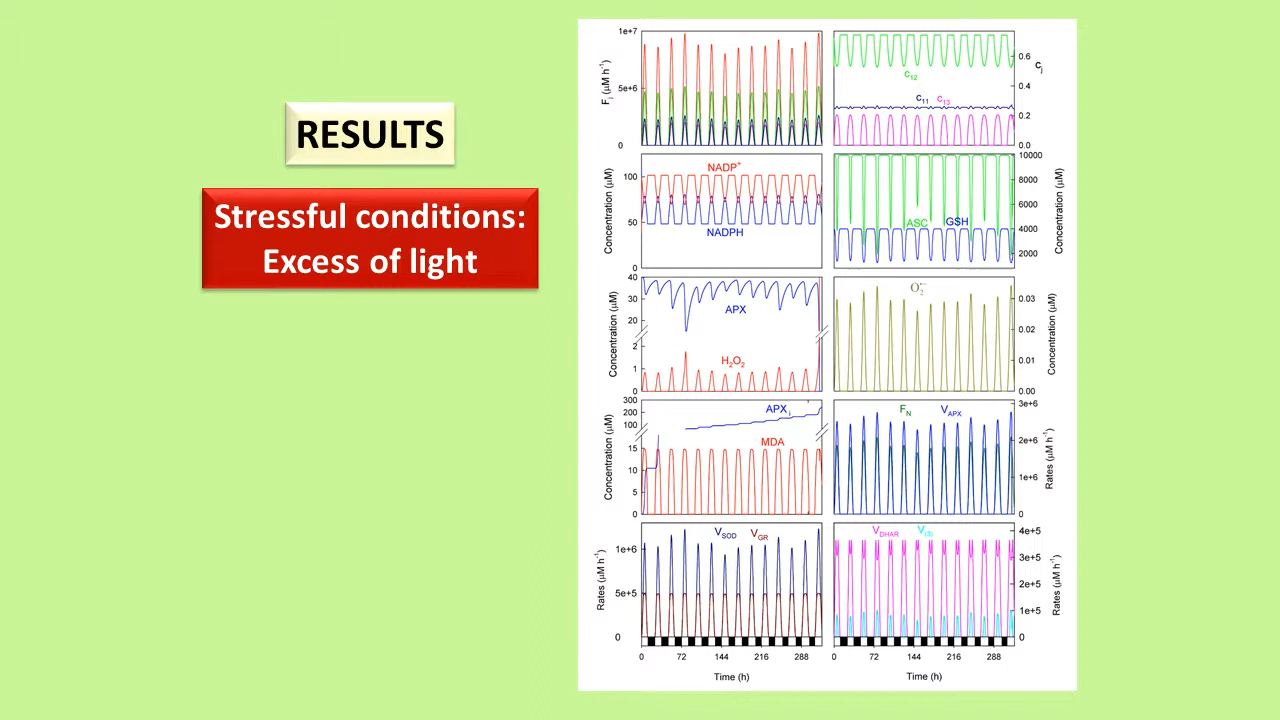 RESULTS
Stressful conditions:
Excess of light
1e+7
5e+6
0
Fj (µM h⁻¹)
c12
c11 c13
0.6
0.4
0.2
0.0
cj
100
50
0
Concentration (µM)
NADP⁺
NADPH
ASC GSH
10000
8000
6000
4000
2000
Concentration (µM)
40
30
20
2
1
0
Concentration (µM)
APX
H₂O₂
O₂•−
0.03
0.02
0.01
0.00
Concentration (µM)
300
200
100
15
10
5
0
Concentration (µM)
APX i
MDA
FN VAPX
3e+6
2e+6
1e+6
0
Rates (µM h⁻¹)
1e+6
5e+5
0
Rates (µM h⁻¹)
VSOD VGR
VDHAR V(3)
4e+5
3e+5
2e+5
1e+5
0
Rates (µM h⁻¹)
0 72 144 216 288
Time (h)
0 72 144 216 288
Time (h)